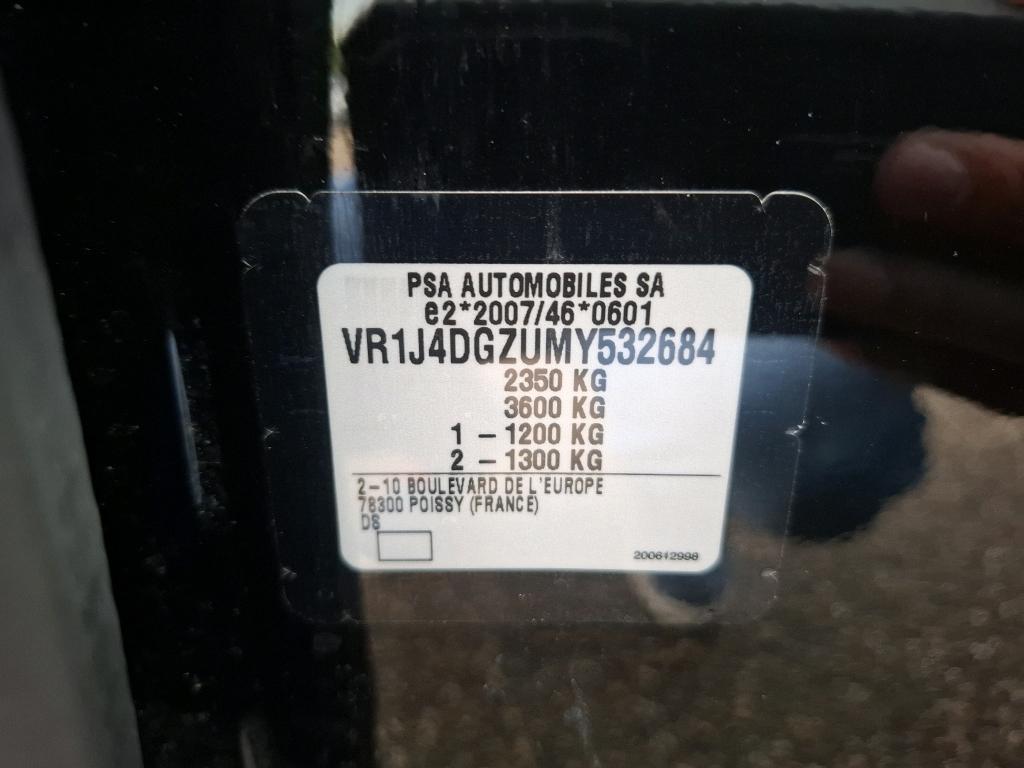 PSA AUTOMOBILES SA
e2*2007/46*0601
VR1J4DGZUMY532684
2350 KG
3600 KG
1 – 1200 KG
2 – 1300 KG
2–10 BOULEVARD DE L'EUROPE
78300 POISSY (FRANCE)
DS
200612998